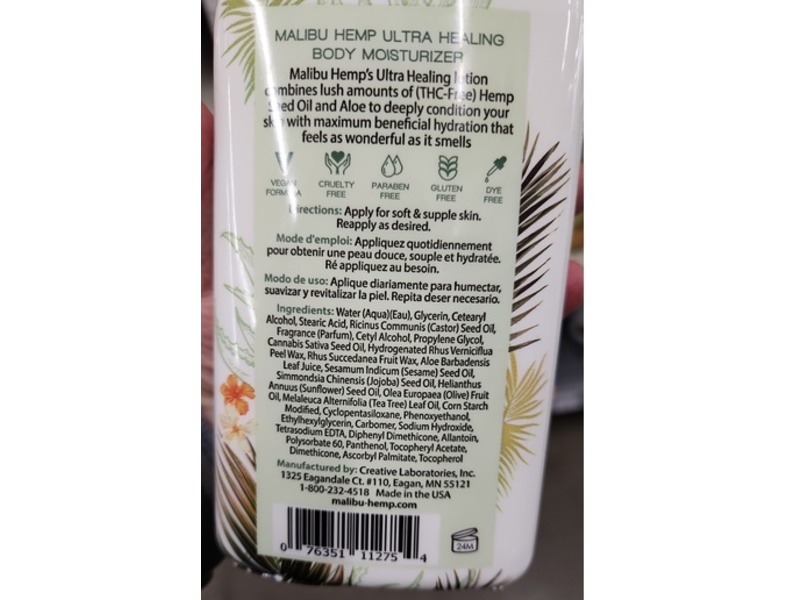 MALIBU HEMP ULTRA HEALING
BODY MOISTURIZER
Malibu Hemp's Ultra Healing lotion
combines lush amounts of (THC-Free) Hemp
Seed Oil and Aloe to deeply condition your
skin with maximum beneficial hydration that
feels as wonderful as it smells
VEGAN FORMULA
CRUELTY FREE
PARABEN FREE
GLUTEN FREE
DYE FREE
Directions: Apply for soft & supple skin.
Reapply as desired.
Mode d'emploi: Appliquez quotidiennement
pour obtenir une peau douce, souple et hydratée.
Ré appliquez au besoin.
Modo de uso: Aplique diariamente para humectar,
suavizar y revitalizar la piel. Repita deser necesario.
Ingredients: Water (Aqua)(Eau), Glycerin, Cetearyl
Alcohol, Stearic Acid, Ricinus Communis (Castor) Seed Oil,
Fragrance (Parfum), Cetyl Alcohol, Propylene Glycol,
Cannabis Sativa Seed Oil, Hydrogenated Rhus Verniciflua
Peel Wax, Rhus Succedanea Fruit Wax, Aloe Barbadensis
Leaf Juice, Sesamum Indicum (Sesame) Seed Oil,
Simmondsia Chinensis (Jojoba) Seed Oil, Helianthus
Annuus (Sunflower) Seed Oil, Olea Europaea (Olive) Fruit
Oil, Melaleuca Alternifolia (Tea Tree) Leaf Oil, Corn Starch
Modified, Cyclopentasiloxane, Phenoxyethanol,
Ethylhexylglycerin, Carbomer, Sodium Hydroxide,
Tetrasodium EDTA, Diphenyl Dimethicone, Allantoin,
Polysorbate 60, Panthenol, Tocopheryl Acetate,
Dimethicone, Ascorbyl Palmitate, Tocopherol
Manufactured by: Creative Laboratories, Inc.
1325 Eagandale Ct. #110, Eagan, MN 55121
1-800-232-4518 Made in the USA
malibu-hemp.com
0 76351 11275 4
24M